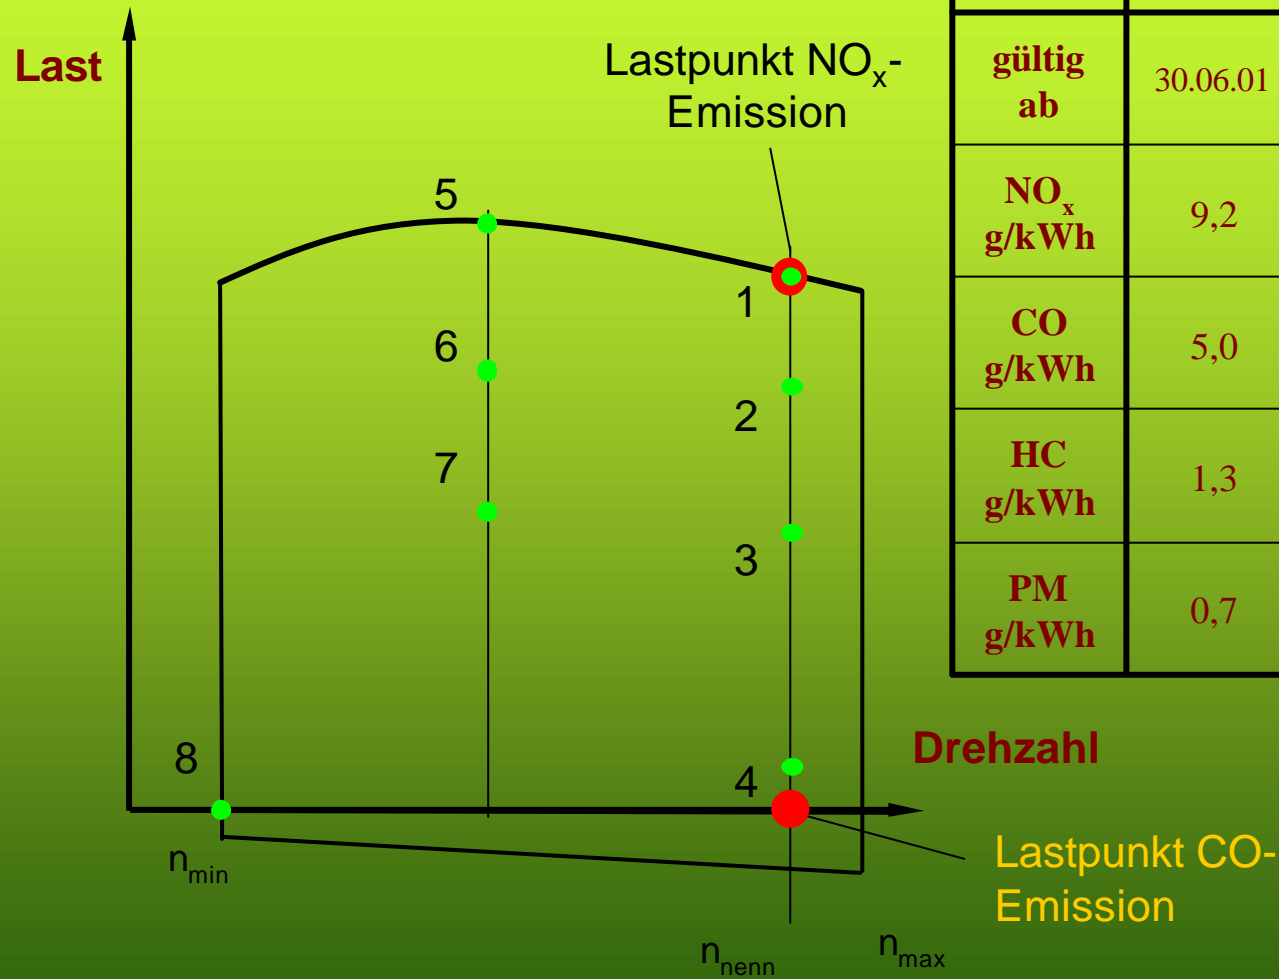 Last
Lastpunkt NOx-
Emission
5
1
6
2
7
3
8
4
Drehzahl
nmin
Lastpunkt CO-
Emission
nnenn
nmax
gültig
ab
30.06.01
NOx
g/kWh
9,2
CO
g/kWh
5,0
HC
g/kWh
1,3
PM
g/kWh
0,7